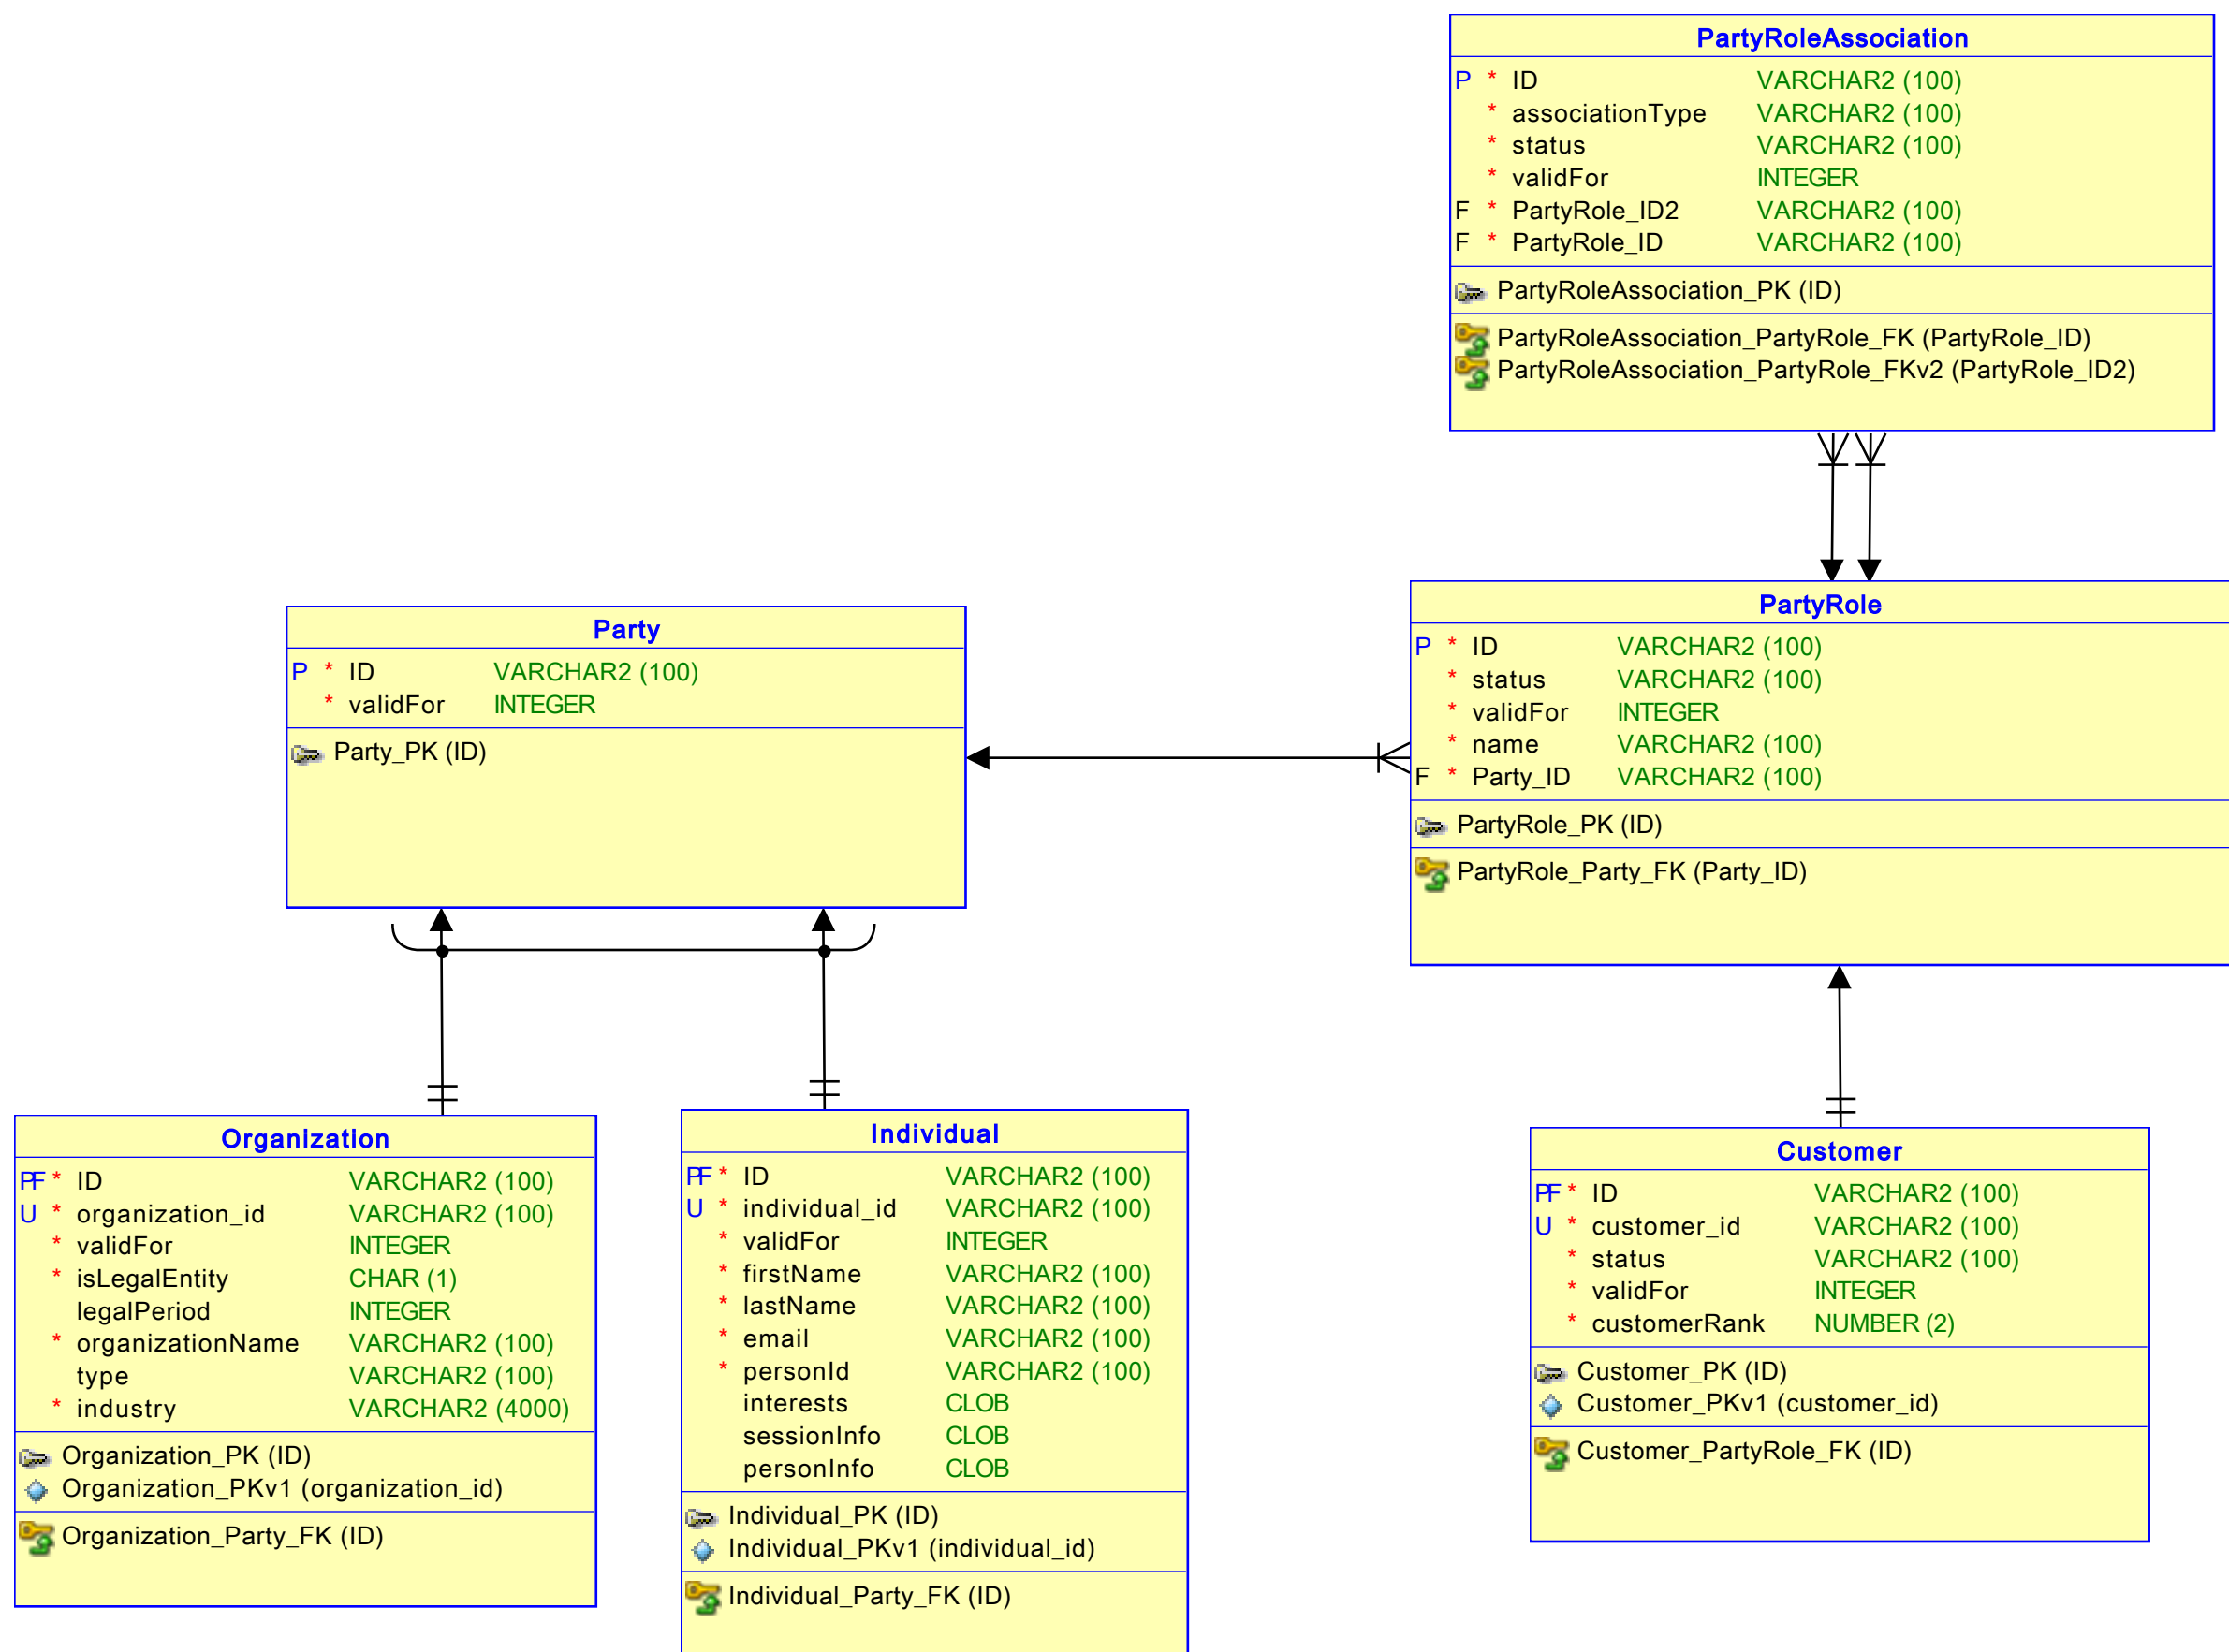 PartyRoleAssociation
P * ID VARCHAR2 (100)
* associationType VARCHAR2 (100)
* status VARCHAR2 (100)
* validFor INTEGER
F * PartyRole_ID2 VARCHAR2 (100)
F * PartyRole_ID VARCHAR2 (100)
PartyRoleAssociation_PK (ID)
PartyRoleAssociation_PartyRole_FK (PartyRole_ID)
PartyRoleAssociation_PartyRole_FKv2 (PartyRole_ID2)
Party
P * ID VARCHAR2 (100)
* validFor INTEGER
Party_PK (ID)
PartyRole
P * ID VARCHAR2 (100)
* status VARCHAR2 (100)
* validFor INTEGER
* name VARCHAR2 (100)
F * Party_ID VARCHAR2 (100)
PartyRole_PK (ID)
PartyRole_Party_FK (Party_ID)
Organization
PF * ID VARCHAR2 (100)
U * organization_id VARCHAR2 (100)
* validFor INTEGER
* isLegalEntity CHAR (1)
legalPeriod INTEGER
* organizationName VARCHAR2 (100)
type VARCHAR2 (100)
* industry VARCHAR2 (4000)
Organization_PK (ID)
Organization_PKv1 (organization_id)
Organization_Party_FK (ID)
Individual
PF * ID VARCHAR2 (100)
U * individual_id VARCHAR2 (100)
* validFor INTEGER
* firstName VARCHAR2 (100)
* lastName VARCHAR2 (100)
* email VARCHAR2 (100)
* personId VARCHAR2 (100)
interests CLOB
sessionInfo CLOB
personInfo CLOB
Individual_PK (ID)
Individual_PKv1 (individual_id)
Individual_Party_FK (ID)
Customer
PF * ID VARCHAR2 (100)
U * customer_id VARCHAR2 (100)
* status VARCHAR2 (100)
* validFor INTEGER
* customerRank NUMBER (2)
Customer_PK (ID)
Customer_PKv1 (customer_id)
Customer_PartyRole_FK (ID)